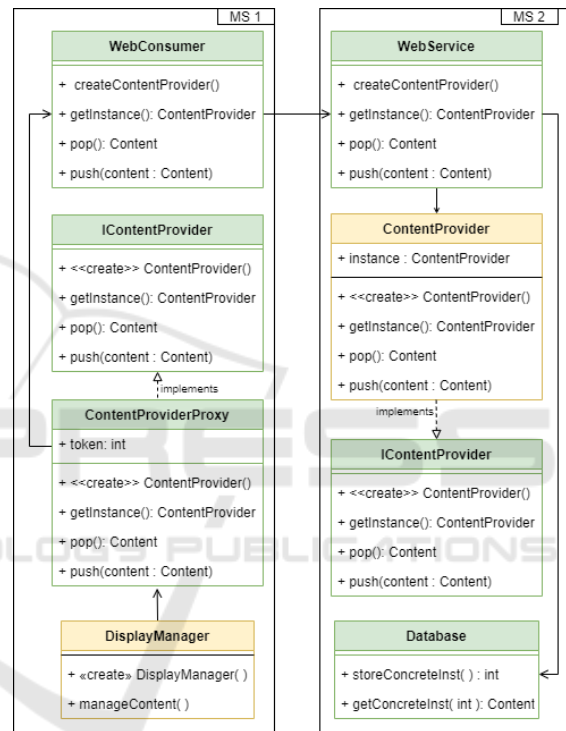 MS 1
WebConsumer
+ createContentProvider()
+ getInstance(): ContentProvider
+ pop(): Content
+ push(content : Content)
IContentProvider
+ <<create>> ContentProvider()
+ getInstance(): ContentProvider
+ pop(): Content
+ push(content : Content)
implements
ContentProviderProxy
+ token: int
+ <<create>> ContentProvider()
+ getInstance(): ContentProvider
+ pop(): Content
+ push(content : Content)
DisplayManager
+ «create» DisplayManager( )
+ manageContent( )
MS 2
WebService
+ createContentProvider()
+ getInstance(): ContentProvider
+ pop(): Content
+ push(content : Content)
ContentProvider
+ instance : ContentProvider
+ <<create>> ContentProvider()
+ getInstance(): ContentProvider
+ pop(): Content
+ push(content : Content)
implements
IContentProvider
+ <<create>> ContentProvider()
+ getInstance(): ContentProvider
+ pop(): Content
+ push(content : Content)
Database
+ storeConcreteInst( ) : int
+ getConcreteInst( int ): Content
PRESS
PUBLICATIONS